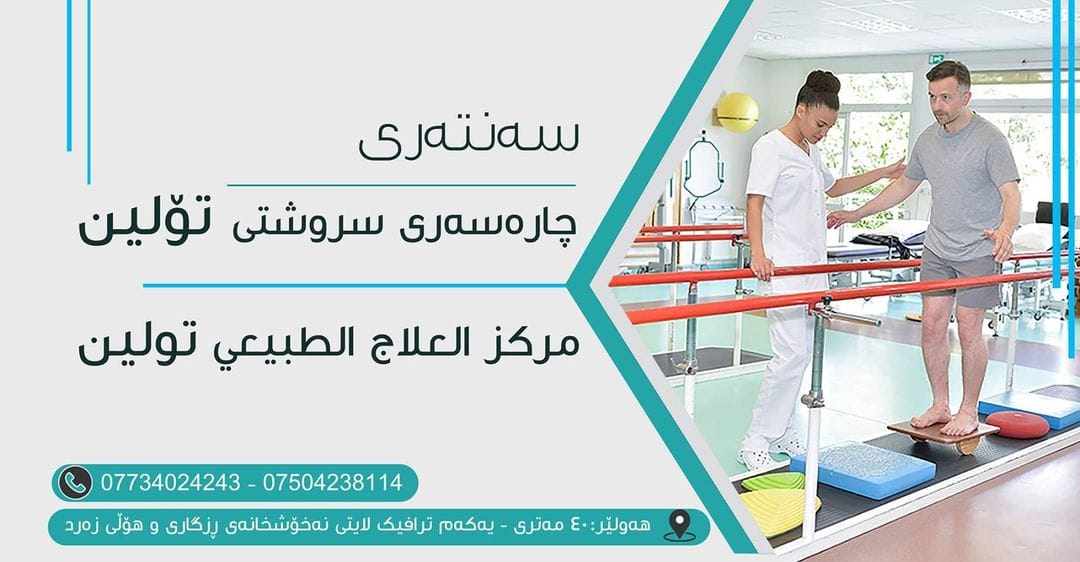 سەنتەری
چارەسەری سروشتی تۆلین
مركز العلاج الطبيعي تولين
07734024243 - 07504238114
هەولێر:٤٠ مەتری - یەکەم ترافیک لایتی نەخۆشخانەی ڕزگاری و هۆڵی زەرد